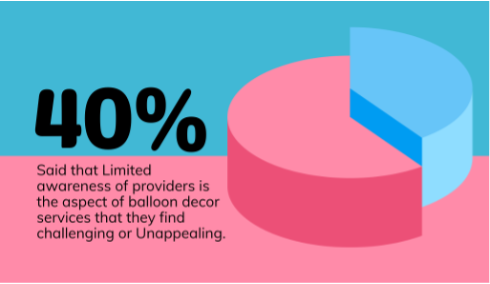 40%
Said that Limited
awareness of providers is
the aspect of balloon decor
services that they find
challenging or Unappealing.